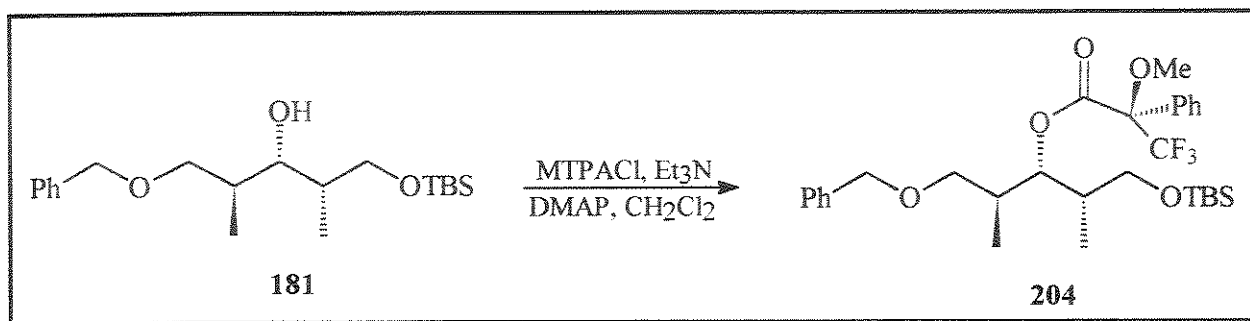 OH
Ph
O
OTBS
181
MTPACl, Et3N
DMAP, CH2Cl2
O
OMe
Ph
O
CF3
Ph
O
OTBS
204